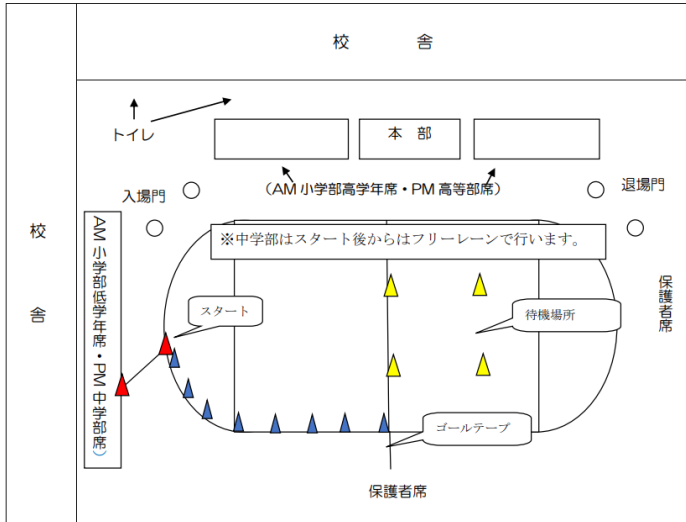 校　　舎
トイレ
本　部
（AM 小学部高学年席・PM 高等部席）
入場門
退場門
校　　舎
AM 小学部低学年席・PM 中学部席）
※中学部はスタート後からはフリーレーンで行います。
保護者席
スタート
待機場所
ゴールテープ
保護者席